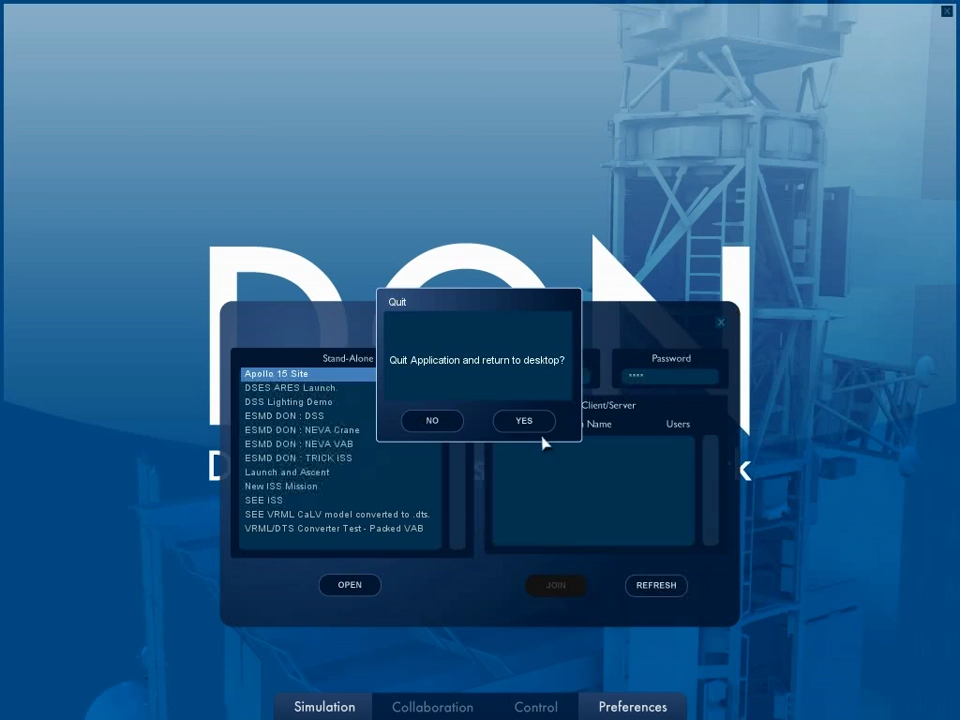 X
DON
D k
X
Quit
Quit Application and return to desktop?
NO YES
Stand-Alone
Apollo 15 Site
DSES ARES Launch
DSS Lighting Demo
ESMD DON : DSS
ESMD DON : NEVA Crane
ESMD DON : NEVA VAB
ESMD DON : TRICK ISS
Launch and Ascent
New ISS Mission
SEE ISS
SEE VRML CaLV model converted to .dts.
VRML/DTS Converter Test - Packed VAB
OPEN
Password
****
Client/Server
Name Users
JOIN REFRESH
Simulation Collaboration Control Preferences